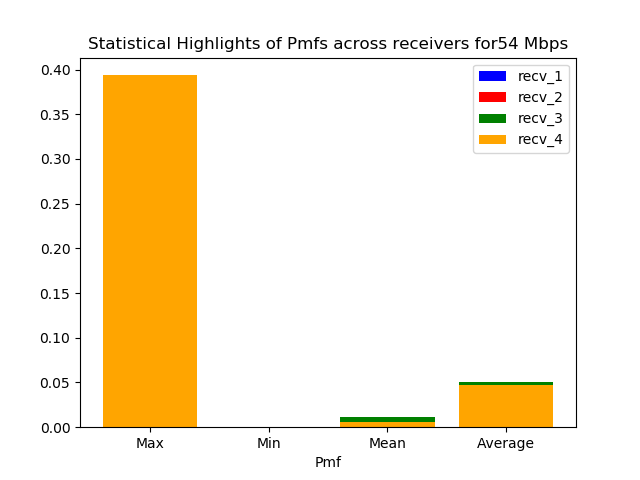 Statistical Highlights of Pmfs across receivers for54 Mbps
0.40
0.35
0.30
0.25
0.20
0.15
0.10
0.05
0.00
recv_1
recv_2
recv_3
recv_4
Max Min Mean Average
Pmf